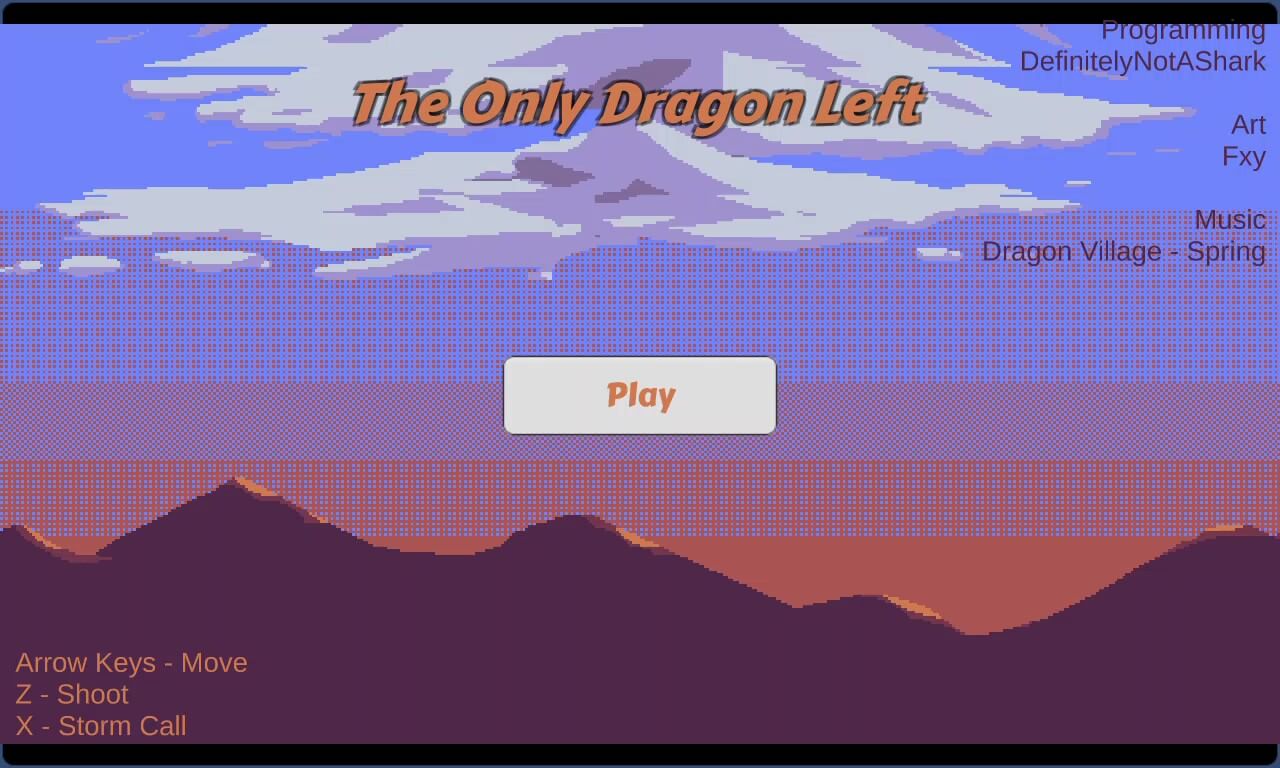 The Only Dragon Left
Programming
DefinitelyNotAShark
Art
Fxy
Music
Dragon Village - Spring
Play
Arrow Keys - Move
Z - Shoot
X - Storm Call